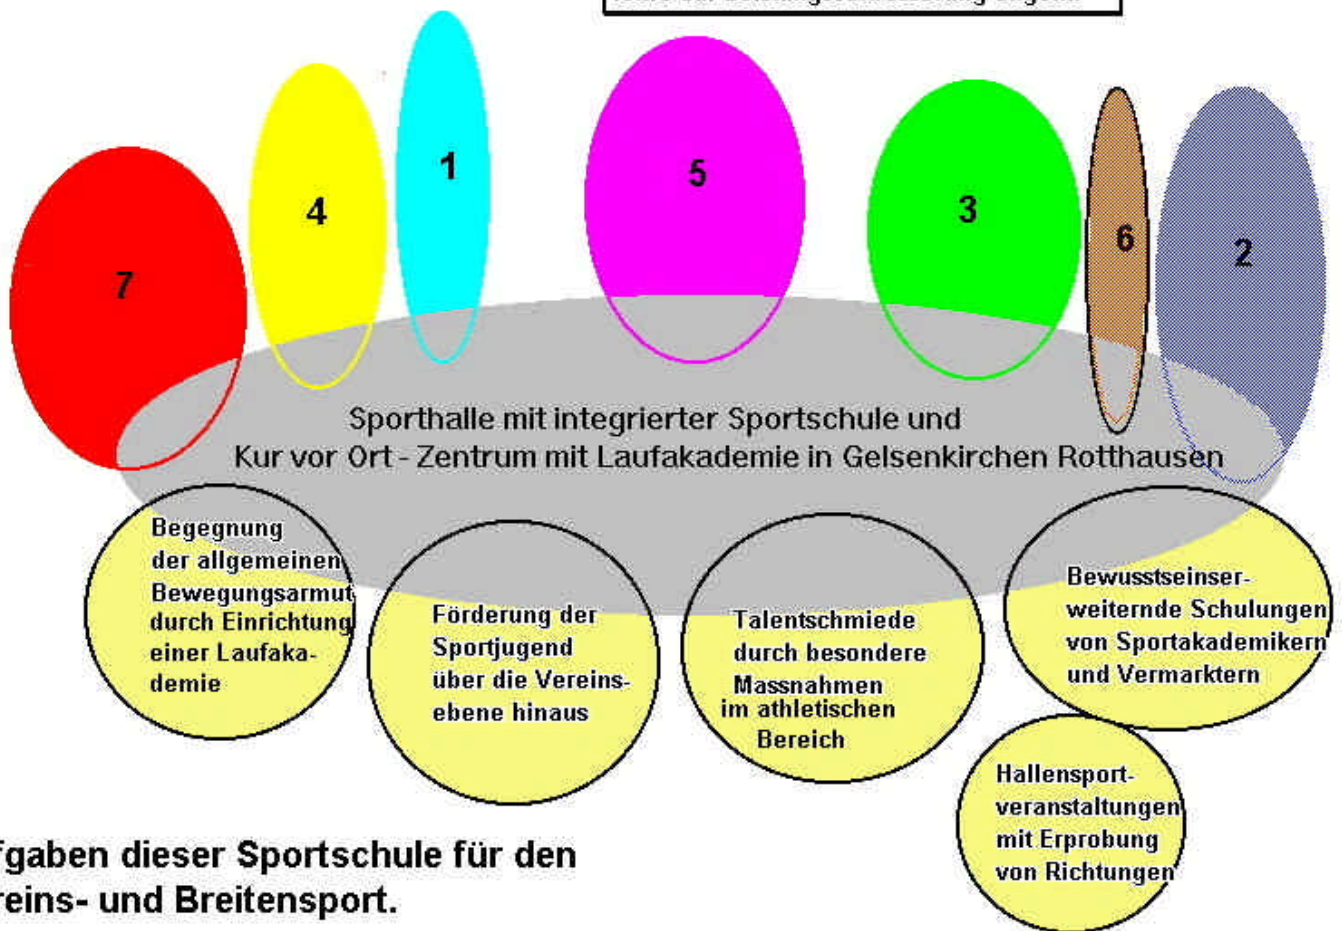 4
1
5
3
6
2
7
Sporthalle mit integrierter Sportschule und
Kur vor Ort - Zentrum mit Laufakademie in Gelsenkirchen Rotthausen
Begegnung
der allgemeinen
Bewegungsarmut
durch Einrichtung
einer Laufaka-
demie
Förderung der
Sportjugend
über die Vereins-
ebene hinaus
Talentschmiede
durch besondere
Massnahmen
im athletischen
Bereich
Bewusstseinser-
weiternde Schulungen
von Sportakademikern
und Vermarktern
Hallensport-
veranstaltungen
mit Erprobung
von Richtungen
fgaben dieser Sportschule für den
reins- und Breitensport.